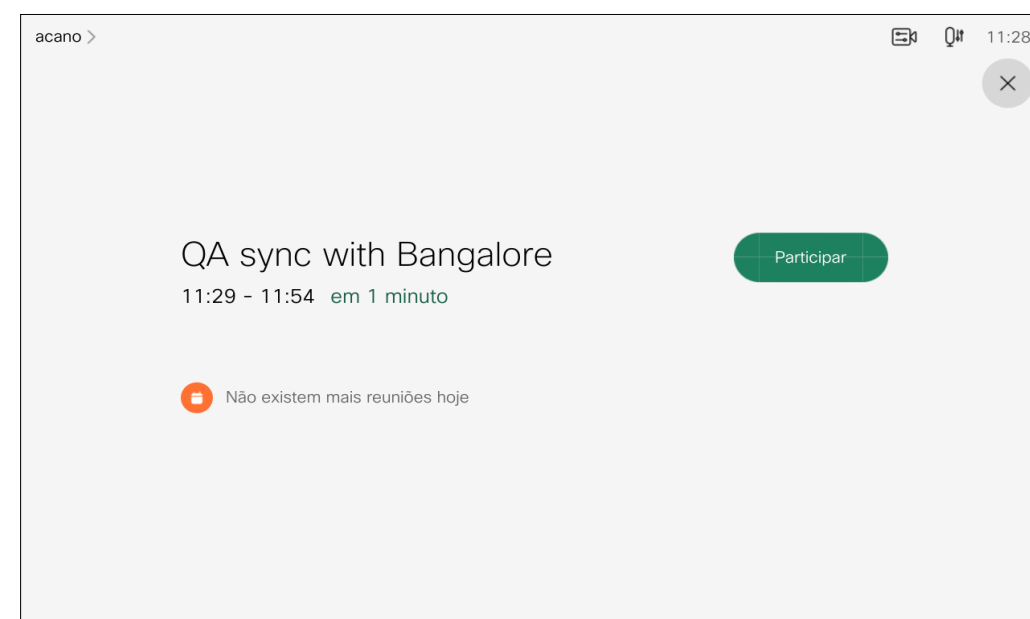 acano
11:28
QA sync with Bangalore
Participar
11:29 - 11:54 em 1 minuto
Não existem mais reuniões hoje